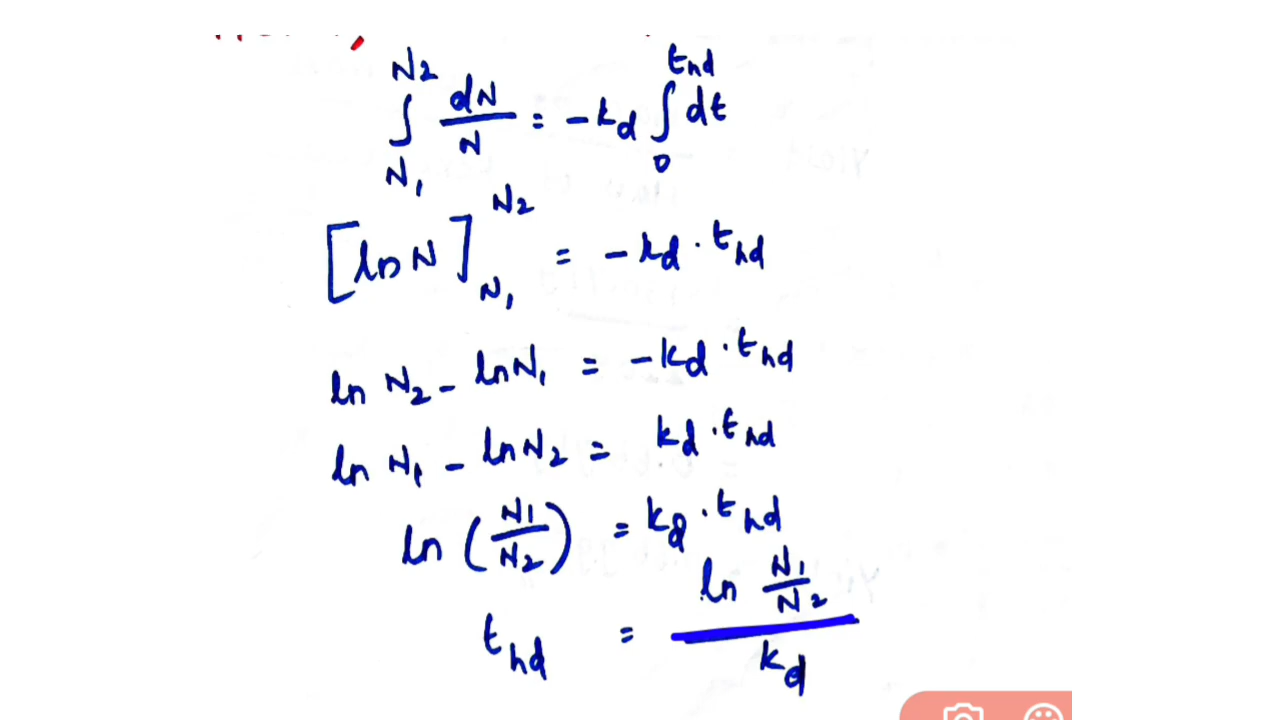 ∫_{N₁}^{N₂} dN/N = -k_d ∫_0^{t_hd} dt
[ln N]_{N₁}^{N₂} = -k_d · t_hd
ln N₂ - ln N₁ = -k_d · t_hd
ln N₁ - ln N₂ = k_d · t_hd
ln (N₁/N₂) = k_d · t_hd
t_hd = ln N₁/N₂ / k_d